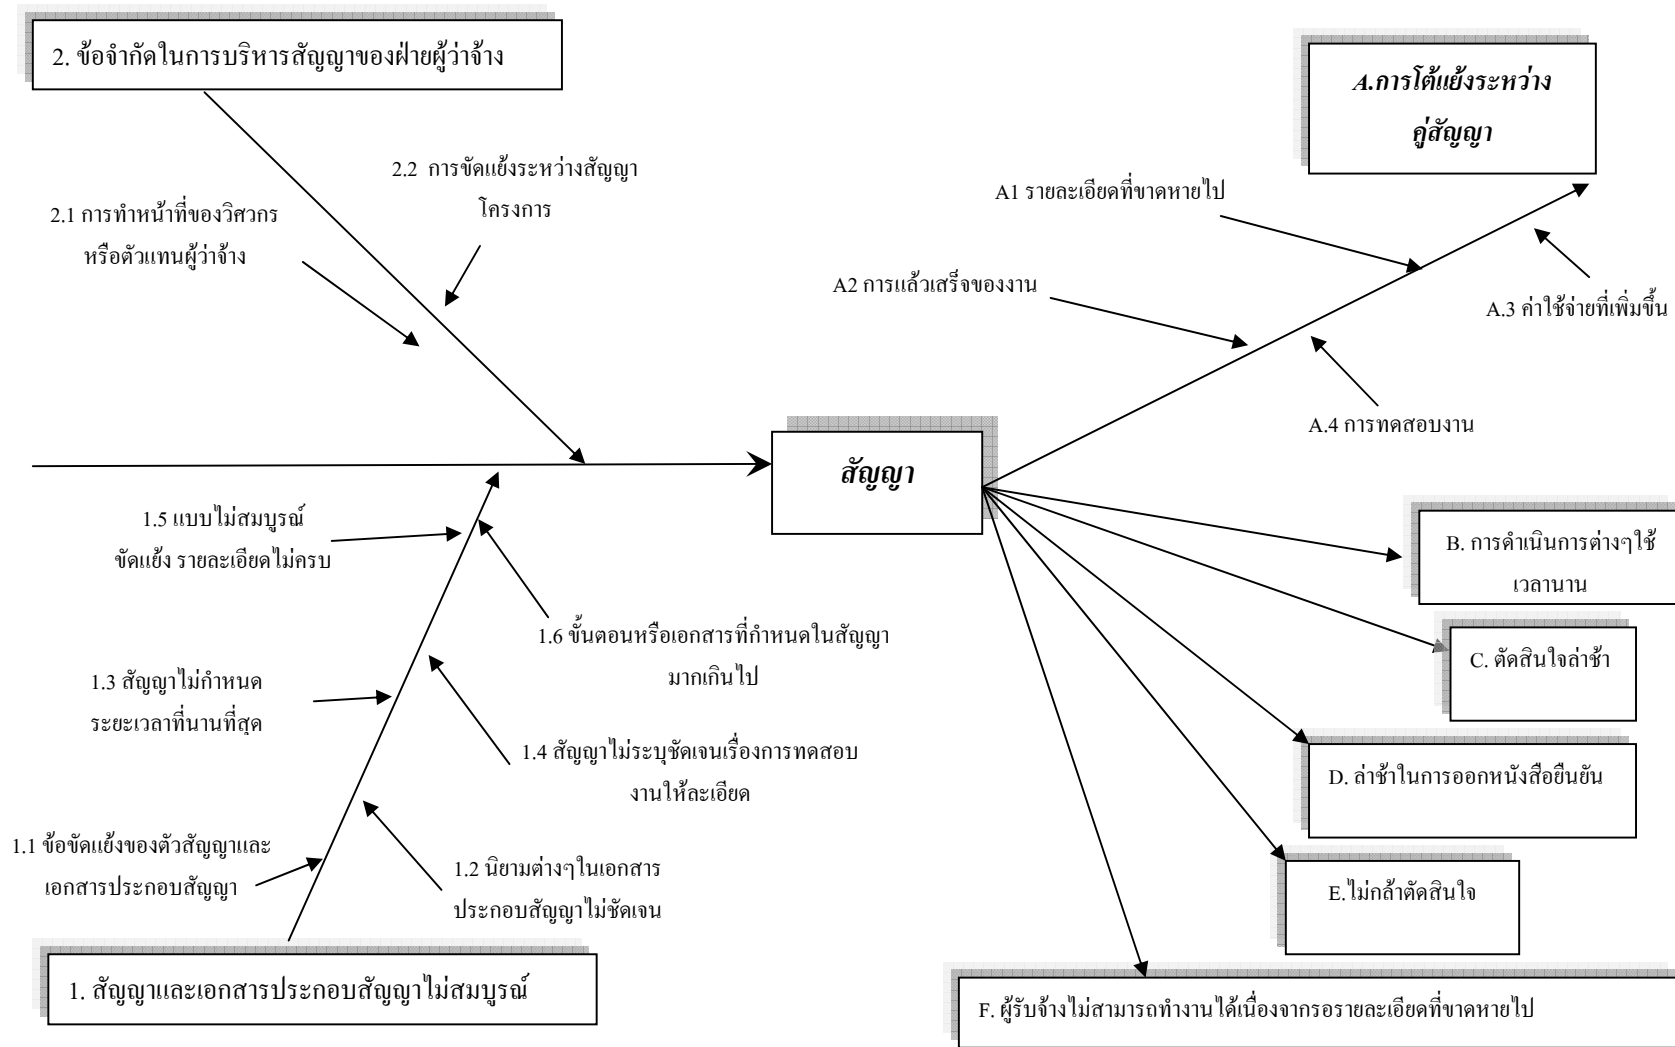 2. ข้อจำกัดในการบริหารสัญญาของฝ่ายผู้ว่าจ้าง
A.การโต้แย้งระหว่าง
คู่สัญญา
2.2 การขัดแย้งระหว่างสัญญา
โครงการ
2.1 การทำหน้าที่ของวิศวกร
หรือตัวแทนผู้ว่าจ้าง
A1 รายละเอียดที่ขาดหายไป
A2 การแล้วเสร็จของงาน
A.3 ค่าใช้จ่ายที่เพิ่มขึ้น
A.4 การทดสอบงาน
สัญญา
1.5 แบบไม่สมบูรณ์
ขัดแย้ง รายละเอียดไม่ครบ
1.6 ขั้นตอนหรือเอกสารที่กำหนดในสัญญา
มากเกินไป
1.3 สัญญาไม่กำหนด
ระยะเวลาที่นานที่สุด
1.4 สัญญาไม่ระบุชัดเจนเรื่องการทดสอบ
งานให้ละเอียด
1.1 ข้อขัดแย้งของตัวสัญญาและ
เอกสารประกอบสัญญา
1.2 นิยามต่างๆในเอกสาร
ประกอบสัญญาไม่ชัดเจน
1. สัญญาและเอกสารประกอบสัญญาไม่สมบูรณ์
B. การดำเนินการต่างๆใช้
เวลานาน
C. ตัดสินใจล่าช้า
D. ล่าช้าในการออกหนังสือยืนยัน
E.ไม่กล้าตัดสินใจ
F. ผู้รับจ้างไม่สามารถทำงานได้เนื่องจากรอรายละเอียดที่ขาดหายไป